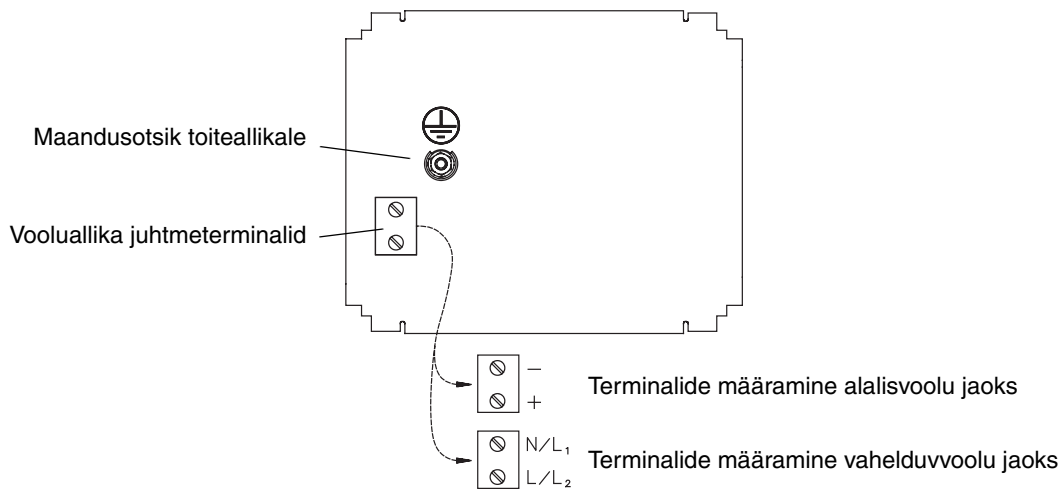 Maandusotsik toiteallikale
Vooluallika juhtmeterminalid
−
+
Terminalide määramine alalisvoolu jaoks
N/L₁
L/L₂
Terminalide määramine vahelduvvoolu jaoks